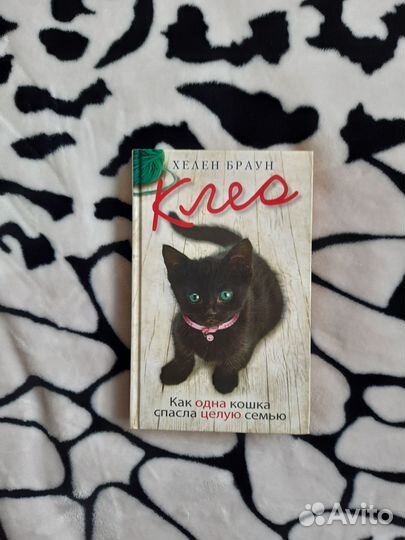 ХЕЛЕН БРАУН
Клео
Как одна кошка
спасла целую семью
Avito